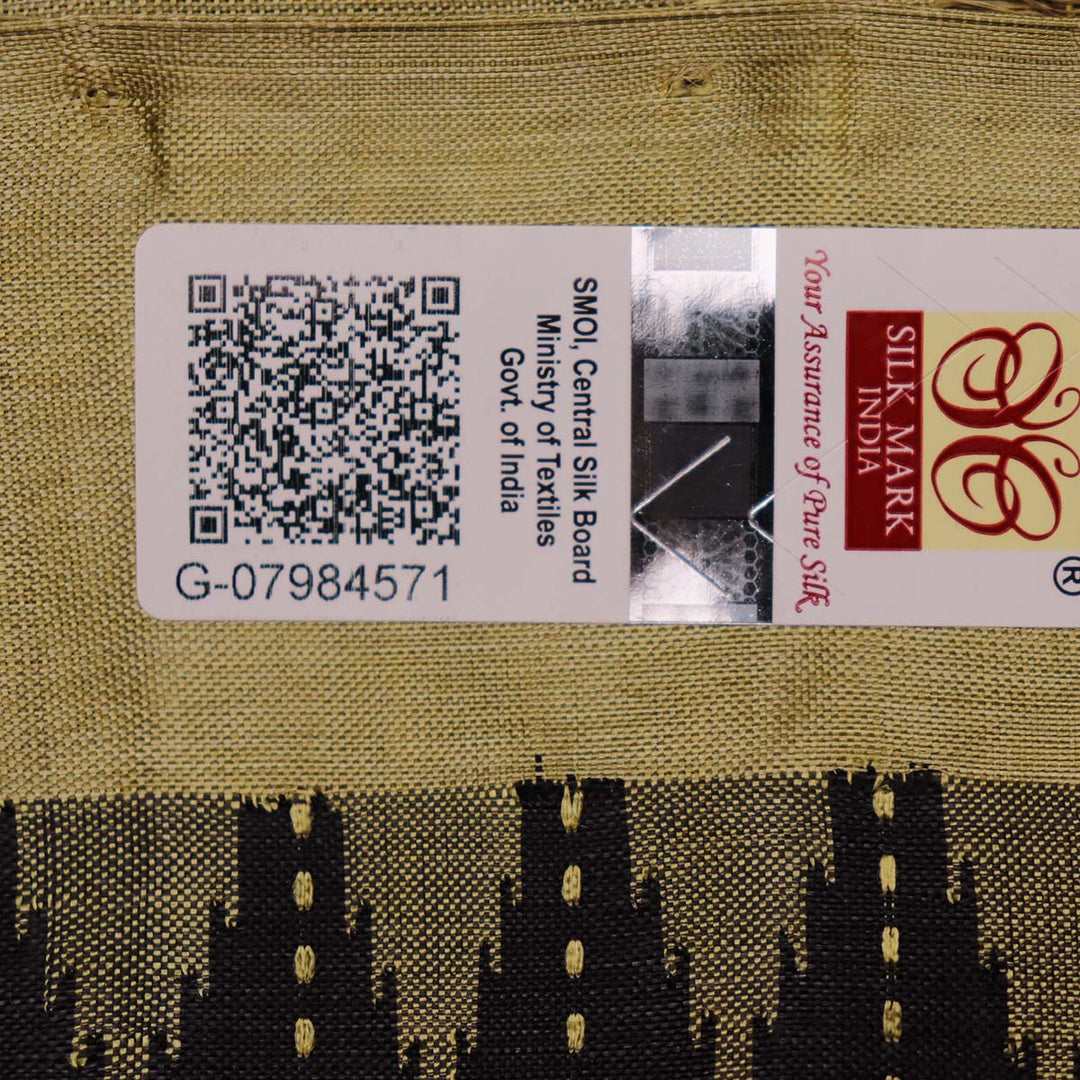 G-07984571
SMOI, Central Silk Board
Ministry of Textiles
Govt. of India
Your Assurance of Pure Silk
SILK MARK
INDIA
®